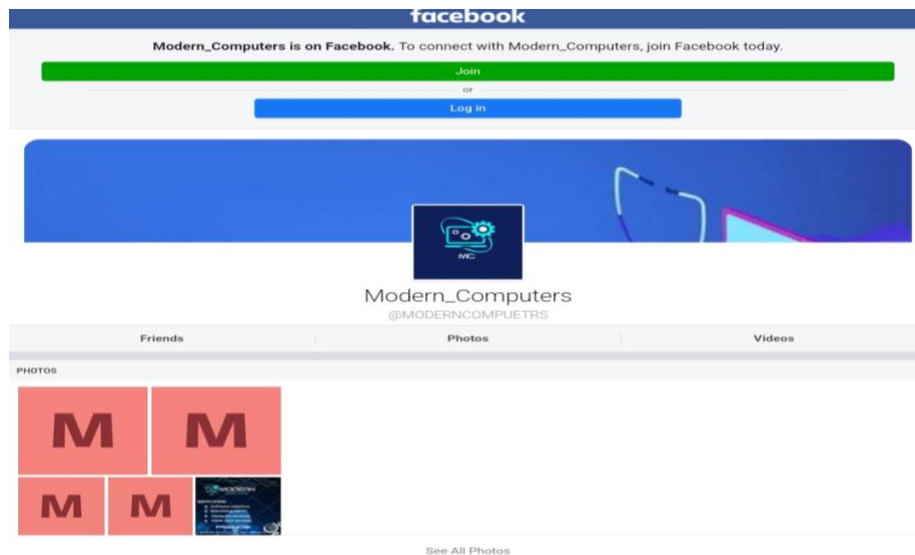 facebook
Modern_Computers is on Facebook. To connect with Modern_Computers, join Facebook today.
Join
or
Log in
MC
Modern_Computers
@MODERNCOMPUETRS
Friends
Photos
Videos
PHOTOS
M
M
M
M
MODERN
See All Photos